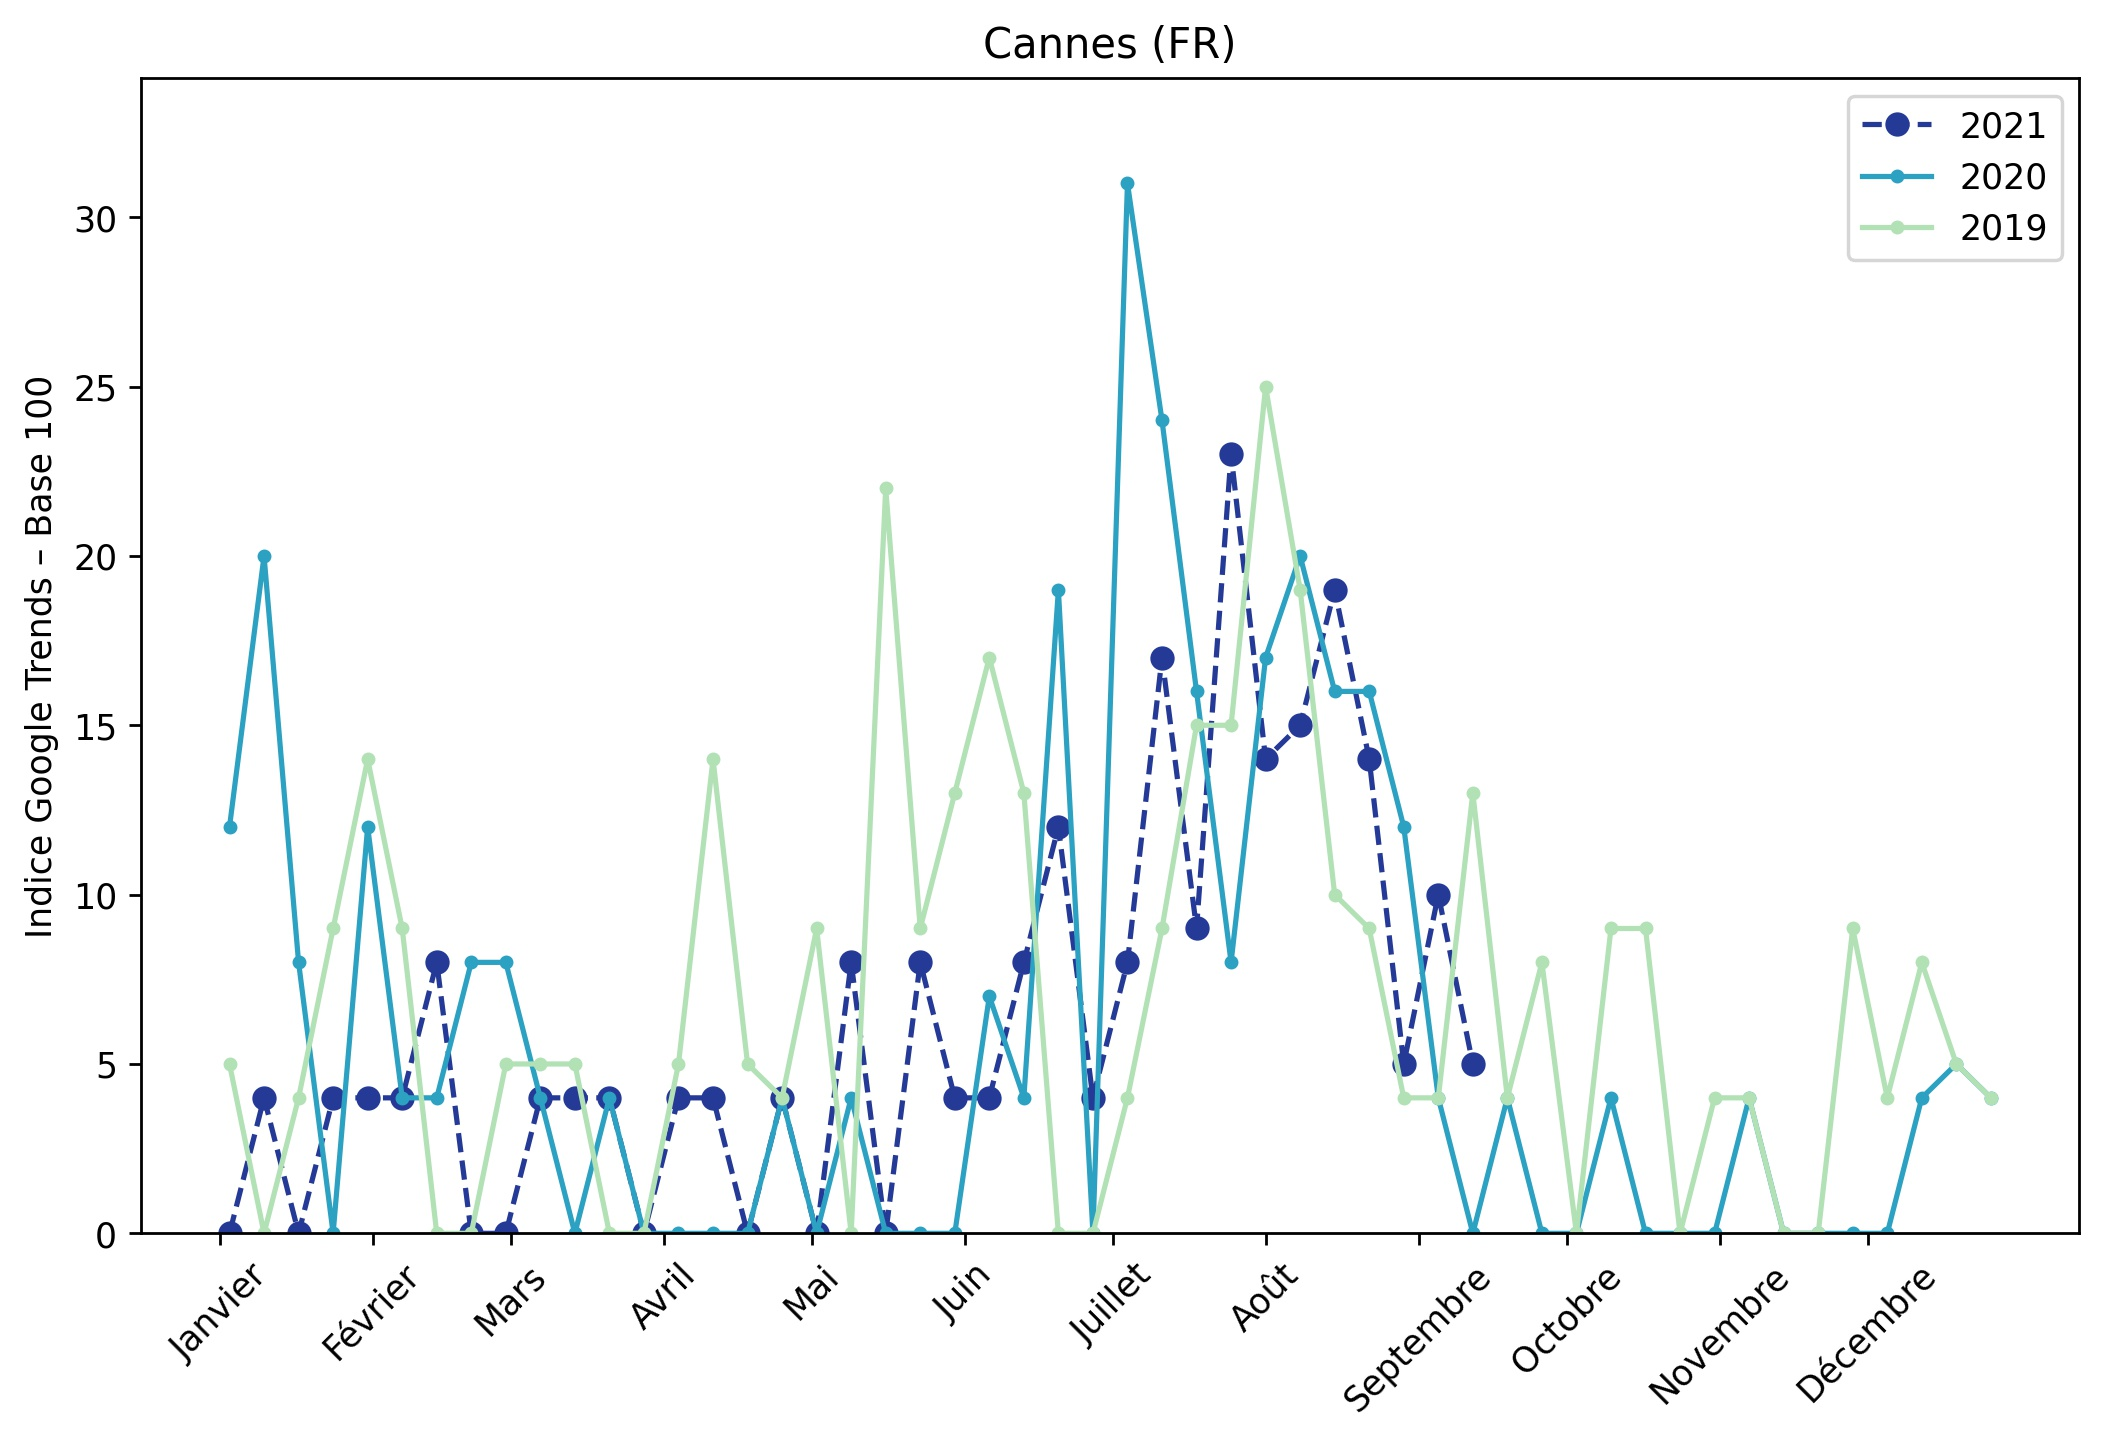 Cannes (FR)
2021
2020
2019
Indice Google Trends – Base 100
30
25
20
15
10
5
0
Janvier
Février
Mars
Avril
Mai
Juin
Juillet
Août
Septembre
Octobre
Novembre
Décembre